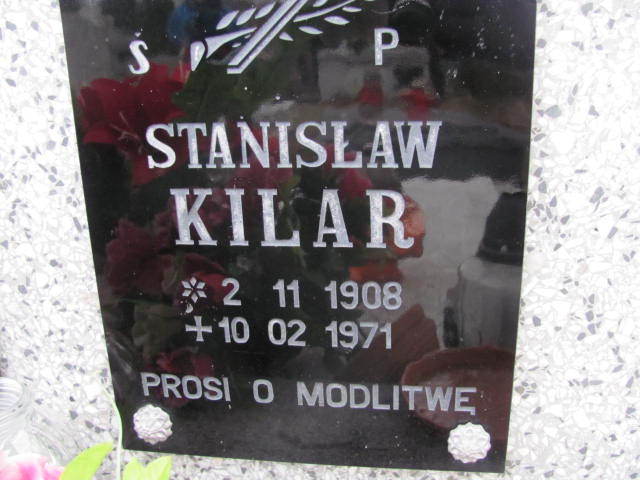 Ś P
STANISŁAW
KILAR
* 2 11 1908
+ 10 02 1971
PROSI O MODLITWĘ